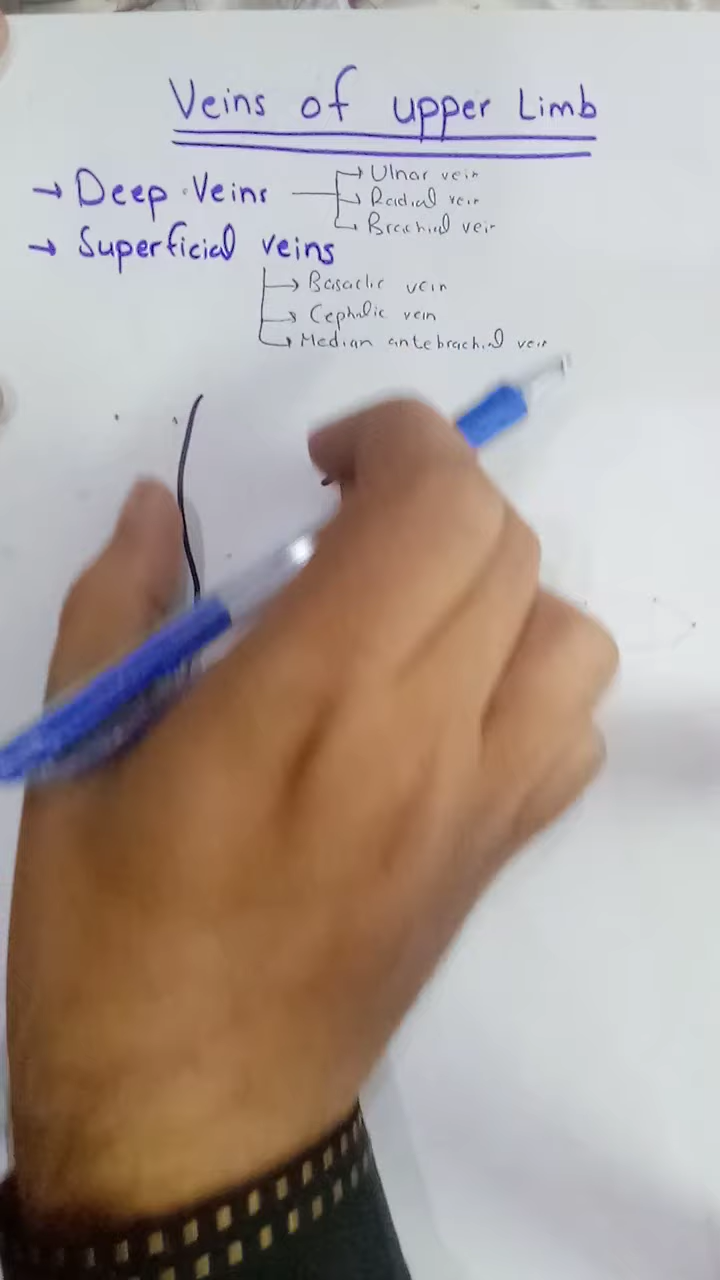 Veins of upper Limb
→ Deep Veins
→ Ulnar vein
→ Radial vein
→ Brachial vein
→ Superficial veins
→ Basaclic vein
→ Cephalic vein
→ Median antebrachial vein